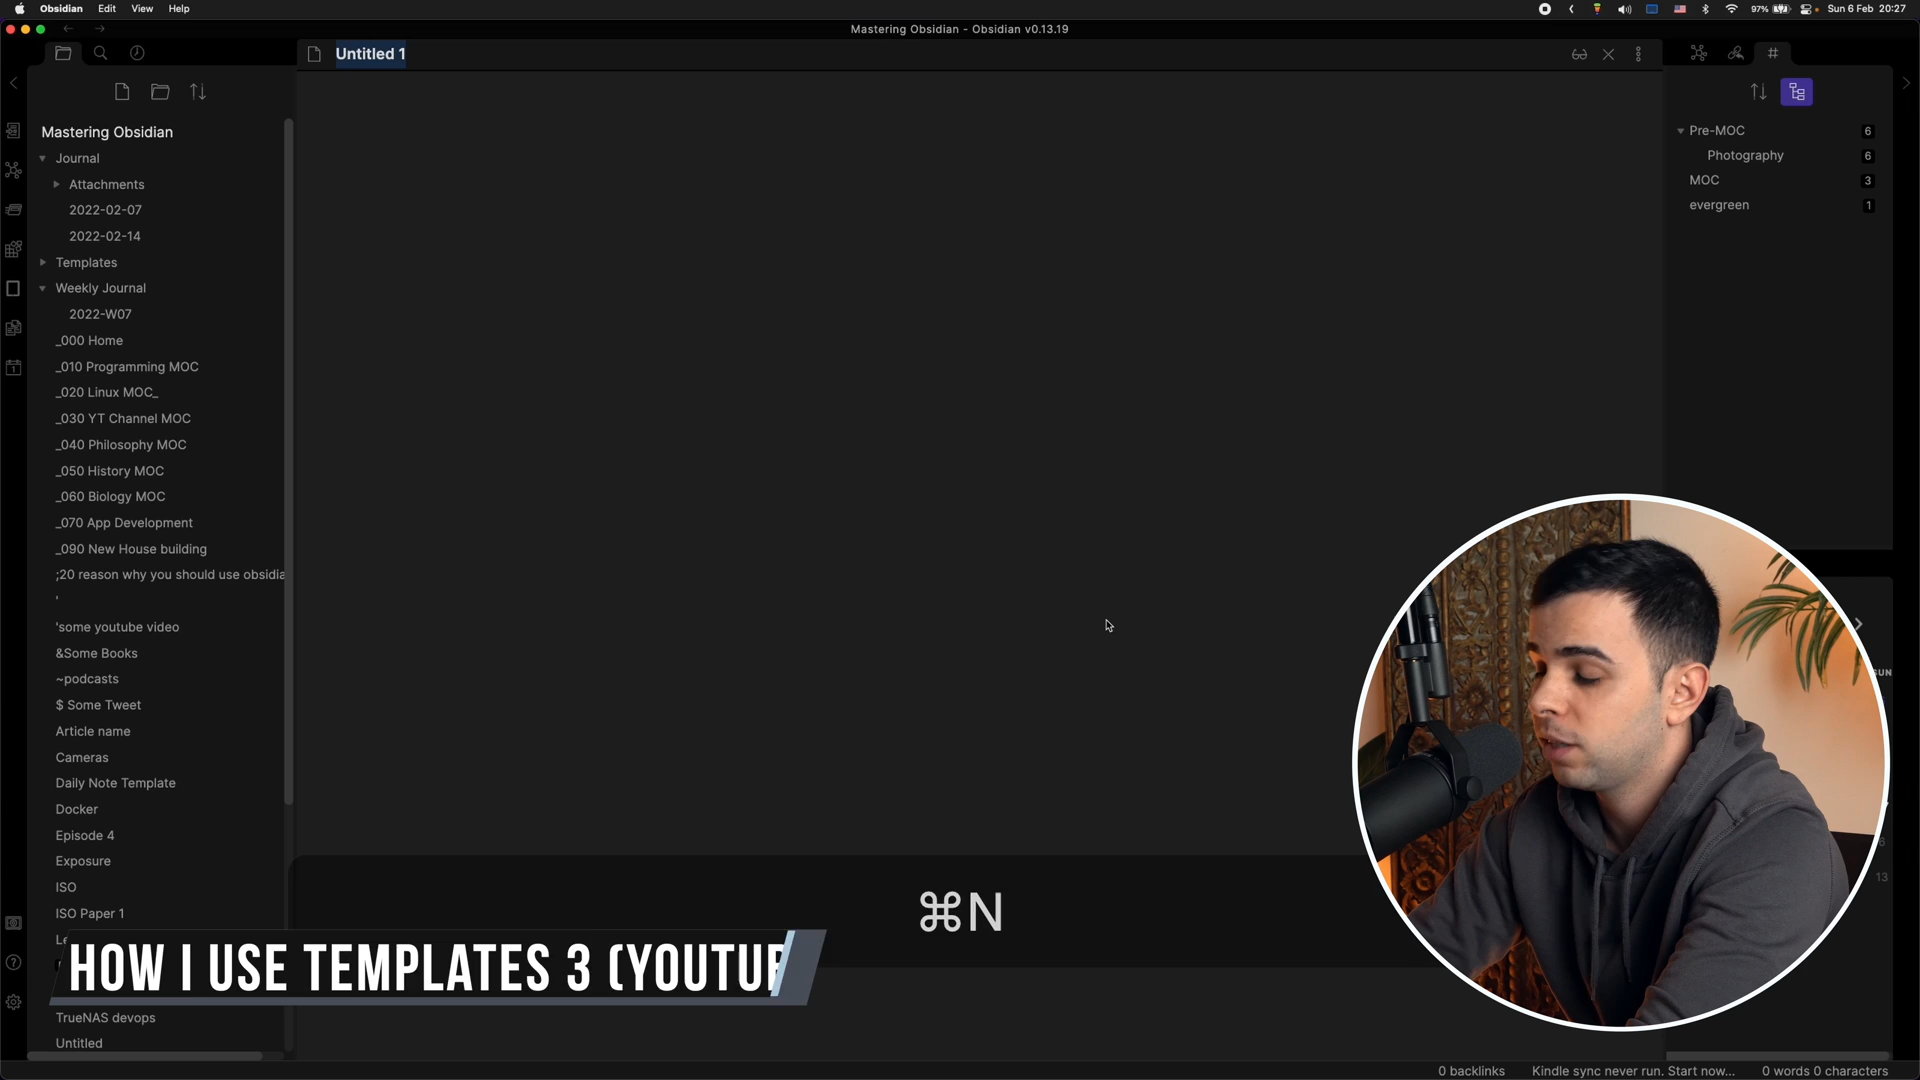 Obsidian Edit View Help
97% Sun 6 Feb 20:27
Mastering Obsidian - Obsidian v0.13.19
Untitled 1
Mastering Obsidian
Journal
Attachments
2022-02-07
2022-02-14
Templates
Weekly Journal
2022-W07
_000 Home
_010 Programming MOC
_020 Linux MOC_
_030 YT Channel MOC
_040 Philosophy MOC
_050 History MOC
_060 Biology MOC
_070 App Development
_090 New House building
;20 reason why you should use obsidia
'
'some youtube video
&Some Books
~podcasts
$ Some Tweet
Article name
Cameras
Daily Note Template
Docker
Episode 4
Exposure
ISO
ISO Paper 1
TrueNAS devops
Untitled
Pre-MOC 6
Photography 6
MOC 3
evergreen 1
SUN
6
13
⌘N
HOW I USE TEMPLATES 3 (YOUTU
0 backlinks Kindle sync never run. Start now... 0 words 0 characters